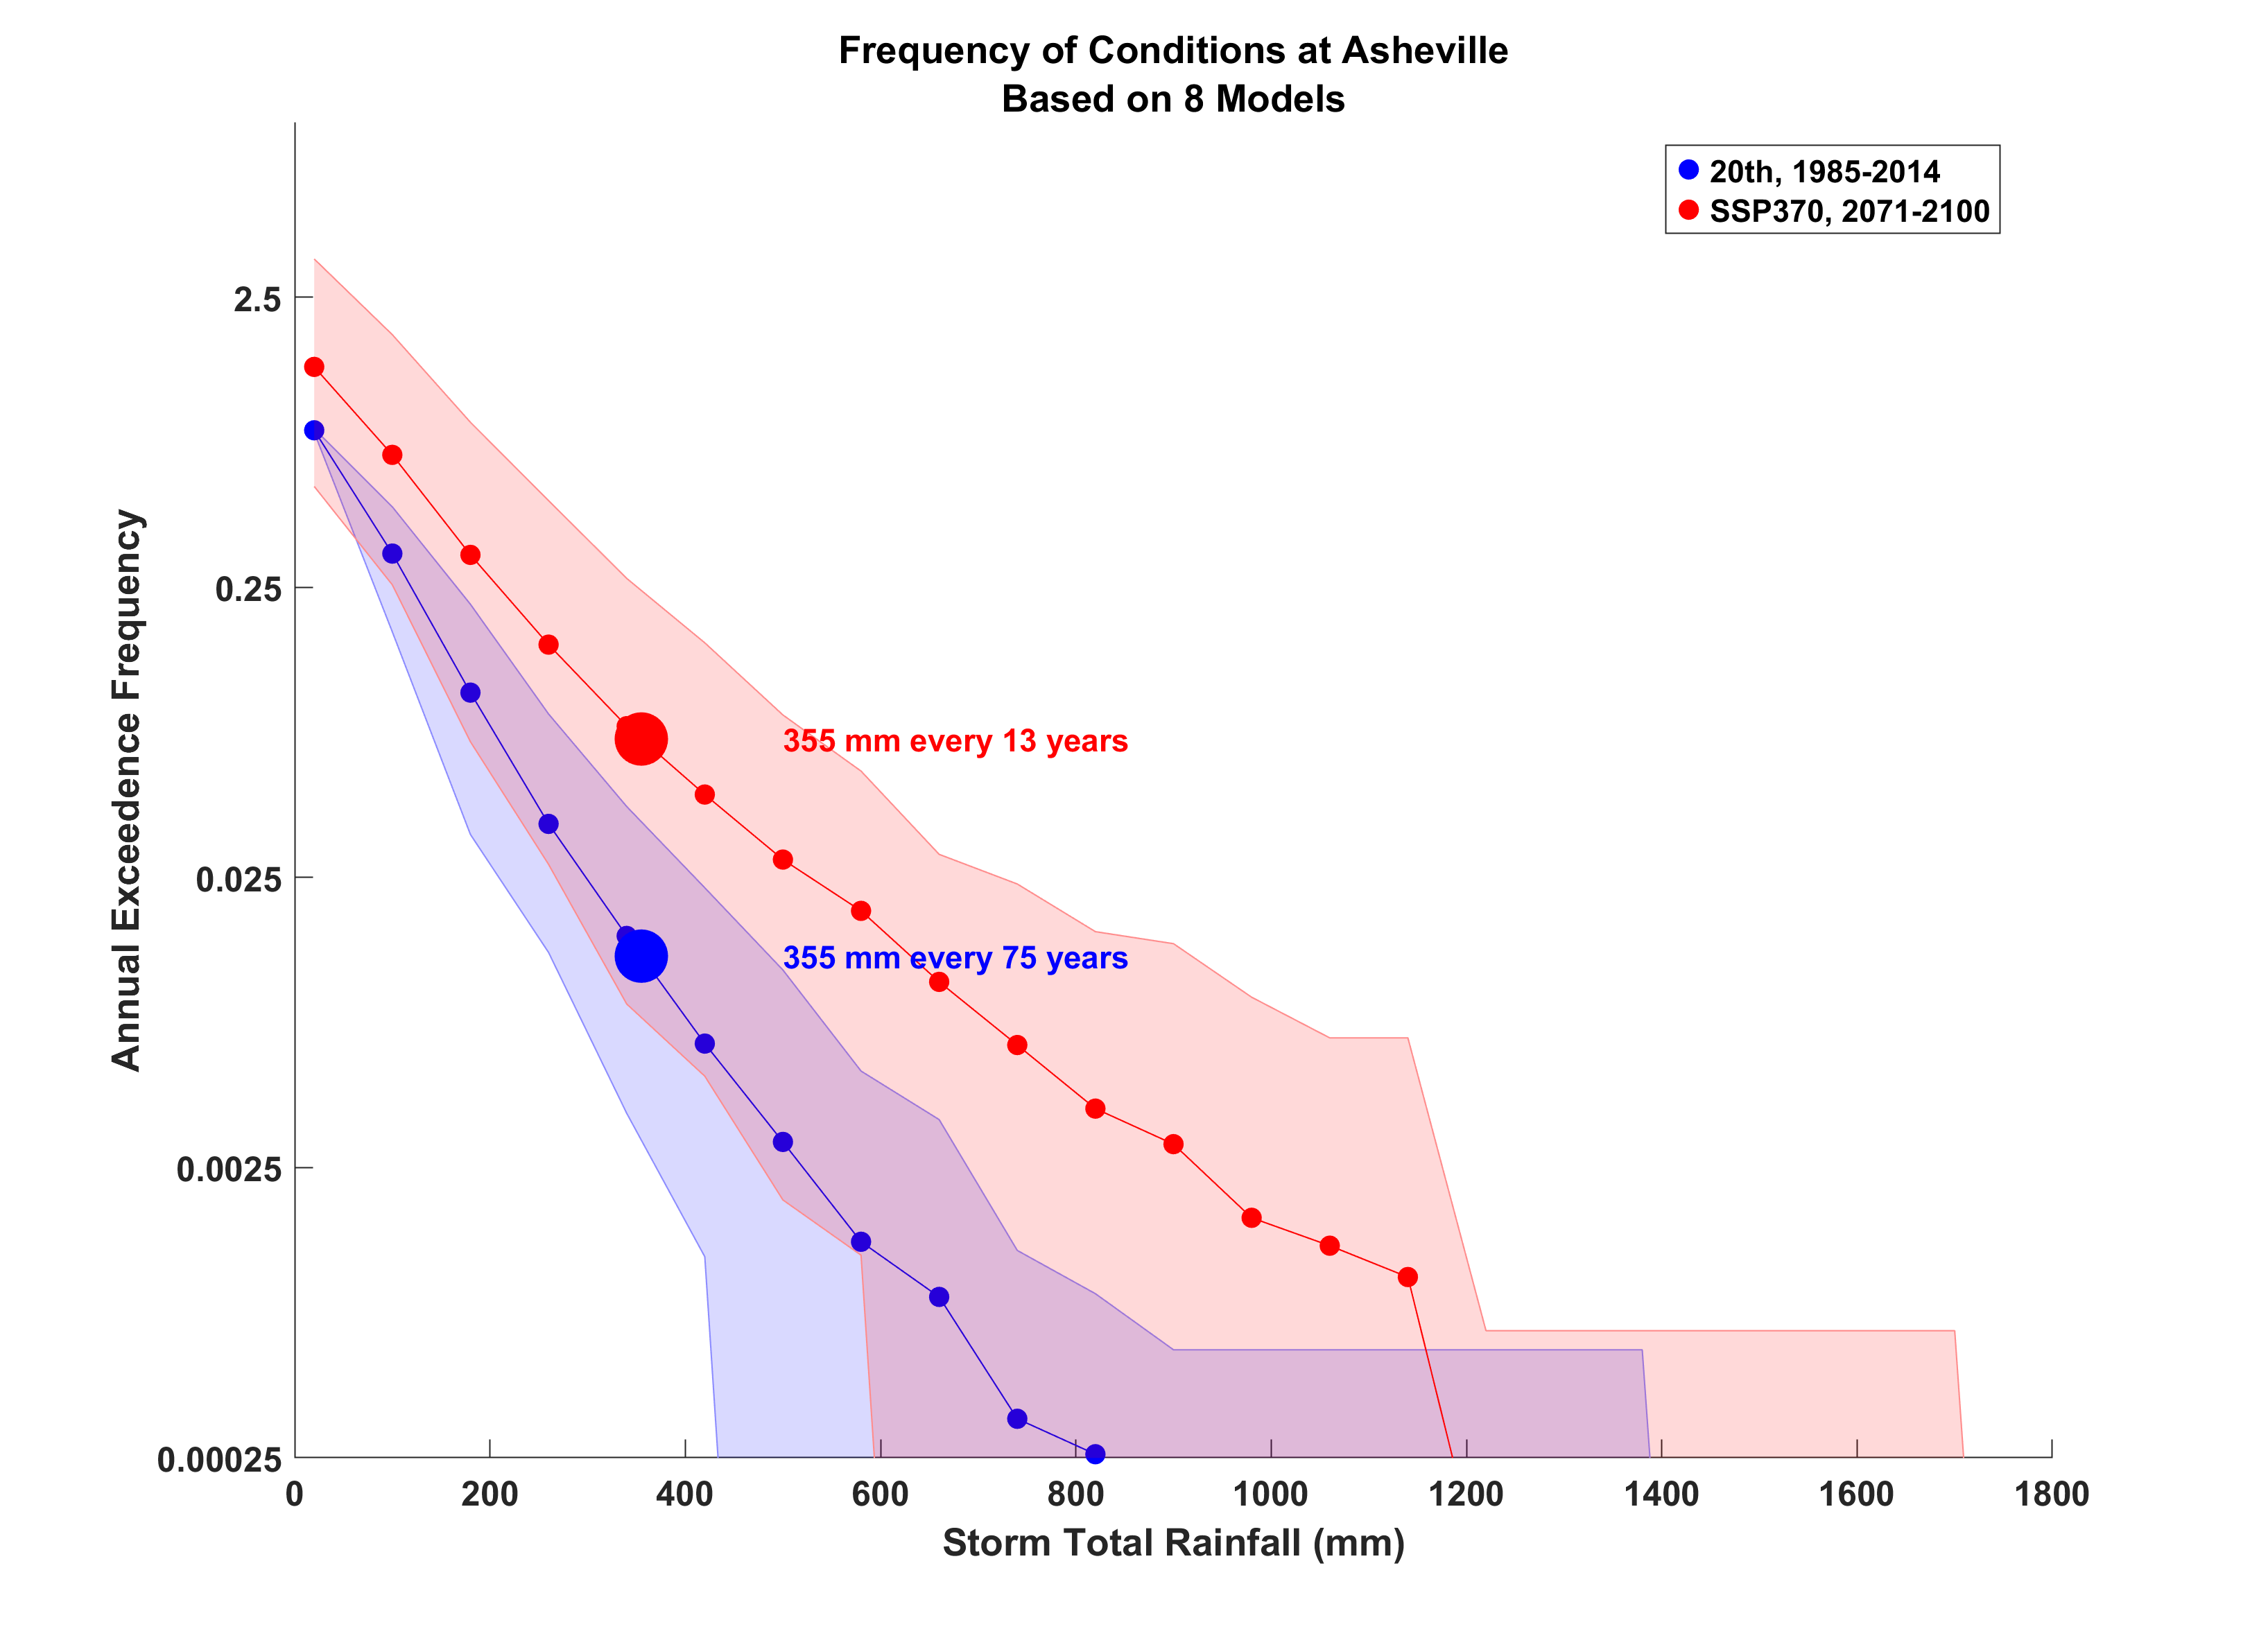 Frequency of Conditions at Asheville
Based on 8 Models
20th, 1985-2014
SSP370, 2071-2100
Annual Exceedence Frequency
2.5
0.25
0.025
0.0025
0.00025
355 mm every 13 years
355 mm every 75 years
0 200 400 600 800 1000 1200 1400 1600 1800
Storm Total Rainfall (mm)